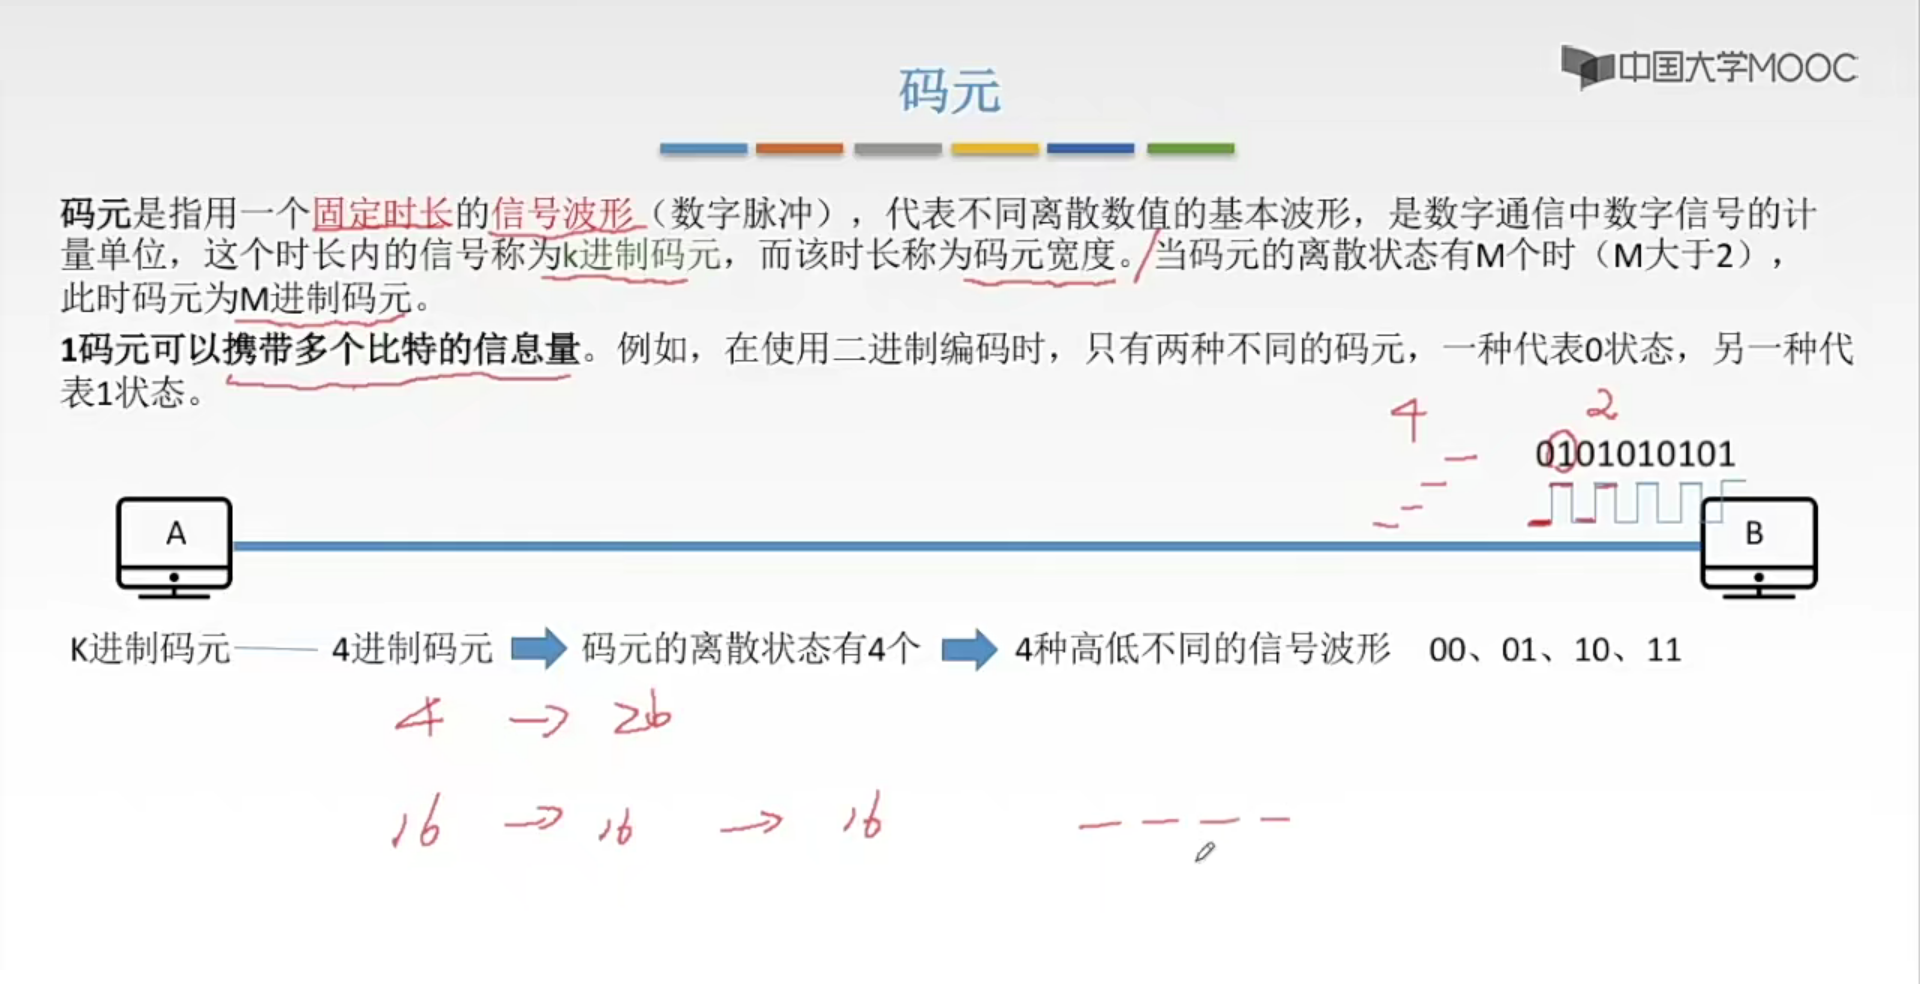 中国大学MOOC
码元
码元是指用一个固定时长的信号波形（数字脉冲），代表不同离散数值的基本波形，是数字通信中数字信号的计
量单位，这个时长内的信号称为k进制码元，而该时长称为码元宽度。当码元的离散状态有M个时（M大于2），
此时码元为M进制码元。
1码元可以携带多个比特的信息量。例如，在使用二进制编码时，只有两种不同的码元，一种代表0状态，另一种代
表1状态。
4 2
0101010101
A B
K进制码元 4进制码元 码元的离散状态有4个 4种高低不同的信号波形 00、01、10、11
4 → 2b
16 → 16 → 16